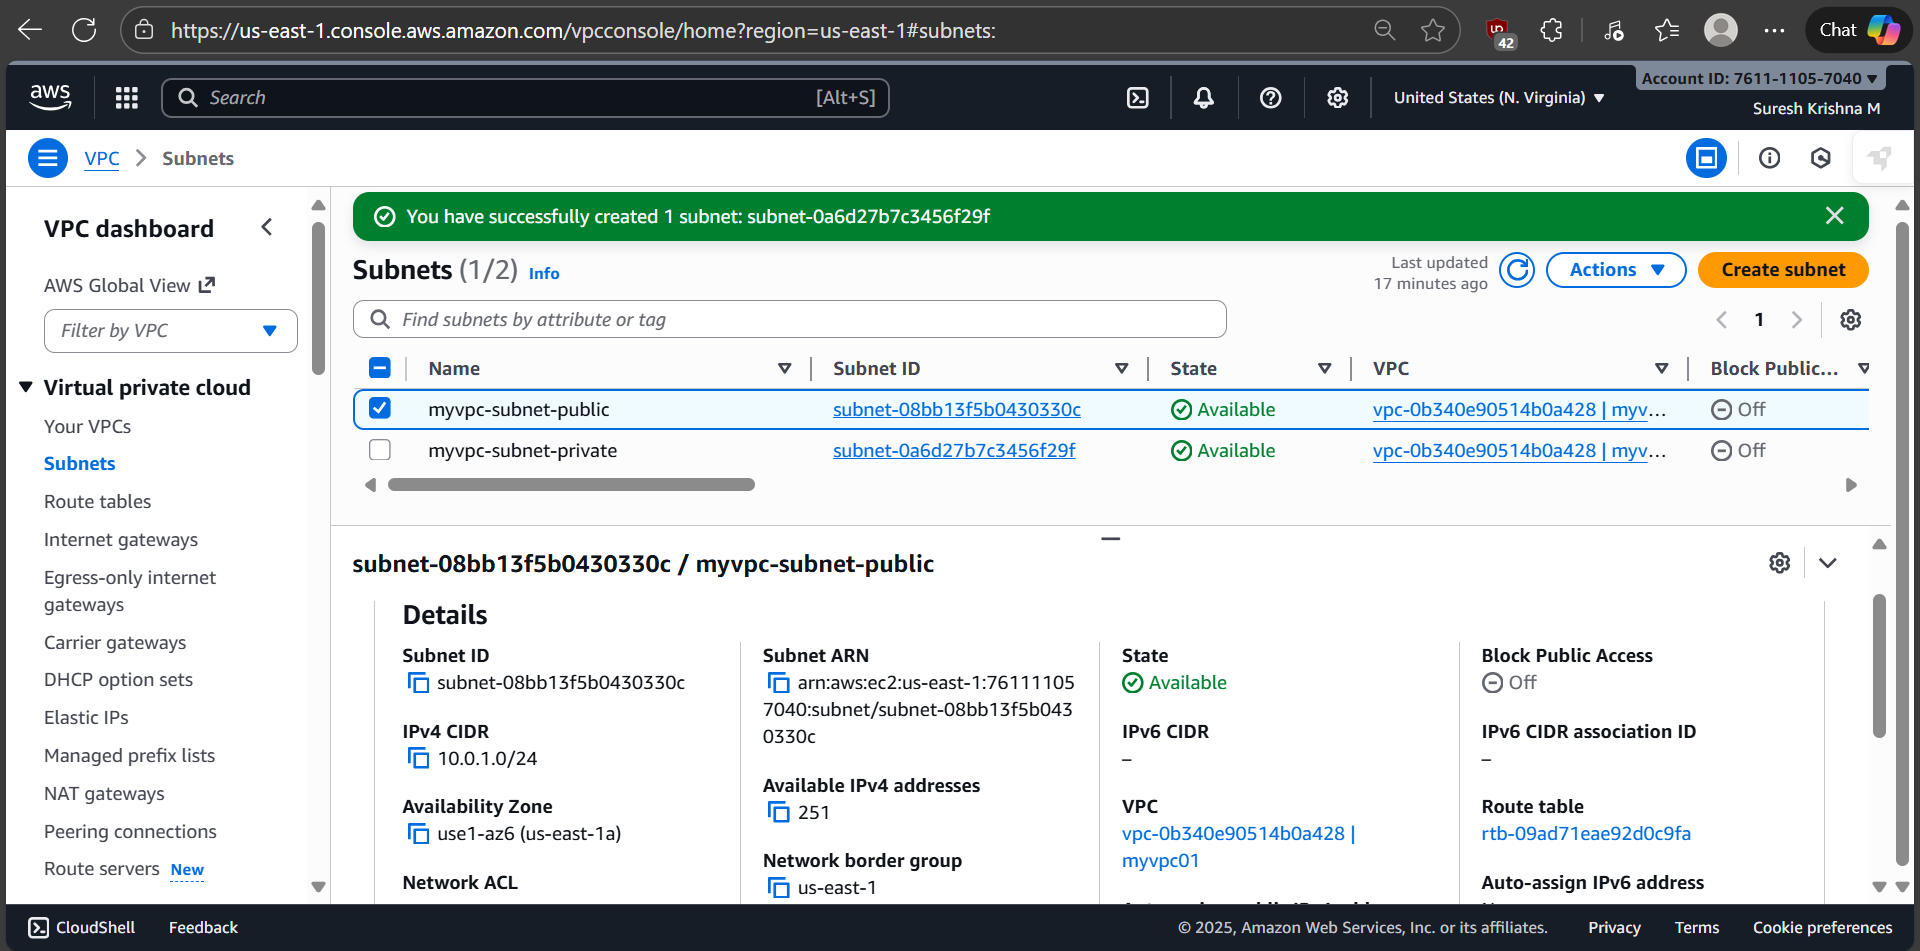 https://us-east-1.console.aws.amazon.com/vpcconsole/home?region=us-east-1#subnets:
42
Chat
aws
Search
[Alt+S]
United States (N. Virginia)
Account ID: 7611-1105-7040
Suresh Krishna M
VPC
Subnets
VPC dashboard
AWS Global View
Filter by VPC
Virtual private cloud
Your VPCs
Subnets
Route tables
Internet gateways
Egress-only internet
gateways
Carrier gateways
DHCP option sets
Elastic IPs
Managed prefix lists
NAT gateways
Peering connections
Route servers New
You have successfully created 1 subnet: subnet-0a6d27b7c3456f29f
Subnets (1/2) Info
Last updated
17 minutes ago
Actions
Create subnet
Find subnets by attribute or tag
1
Name Subnet ID State VPC Block Public...
myvpc-subnet-public subnet-08bb13f5b0430330c Available vpc-0b340e90514b0a428 | myv... Off
myvpc-subnet-private subnet-0a6d27b7c3456f29f Available vpc-0b340e90514b0a428 | myv... Off
subnet-08bb13f5b0430330c / myvpc-subnet-public
Details
Subnet ID
subnet-08bb13f5b0430330c
IPv4 CIDR
10.0.1.0/24
Availability Zone
use1-az6 (us-east-1a)
Network ACL
Subnet ARN
arn:aws:ec2:us-east-1:76111105
7040:subnet/subnet-08bb13f5b043
0330c
Available IPv4 addresses
251
Network border group
us-east-1
State
Available
IPv6 CIDR
–
VPC
vpc-0b340e90514b0a428 |
myvpc01
Block Public Access
Off
IPv6 CIDR association ID
–
Route table
rtb-09ad71eae92d0c9fa
Auto-assign IPv6 address
CloudShell
Feedback
© 2025, Amazon Web Services, Inc. or its affiliates.
Privacy
Terms
Cookie preferences